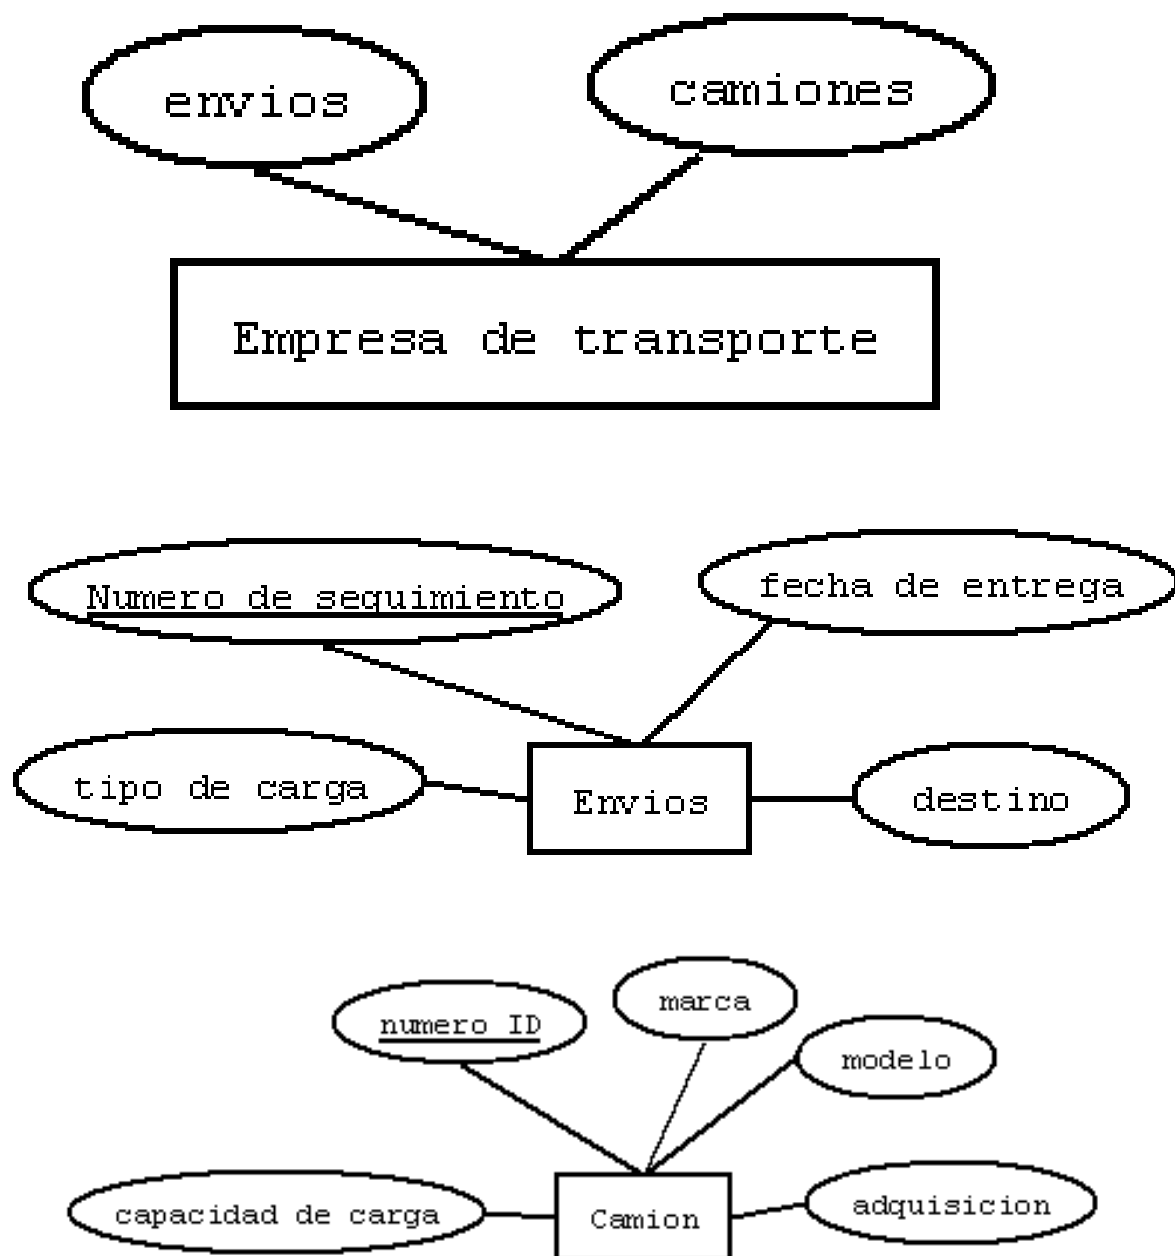 envios
camiones
Empresa de transporte
Numero de seguimiento
fecha de entrega
tipo de carga
Envios
destino
marca
numero ID
modelo
capacidad de carga
Camion
adquisicion